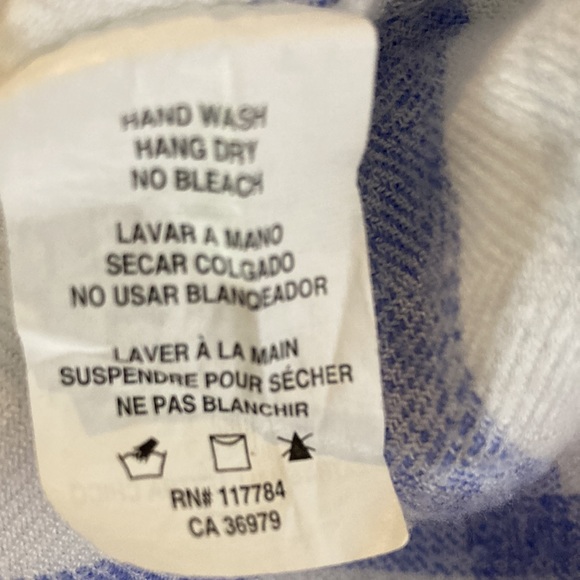 HAND WASH
HANG DRY
NO BLEACH
LAVAR A MANO
SECAR COLGADO
NO USAR BLANQEADOR
LAVER À LA MAIN
SUSPENDRE POUR SÉCHER
NE PAS BLANCHIR
RN# 117784
CA 36979